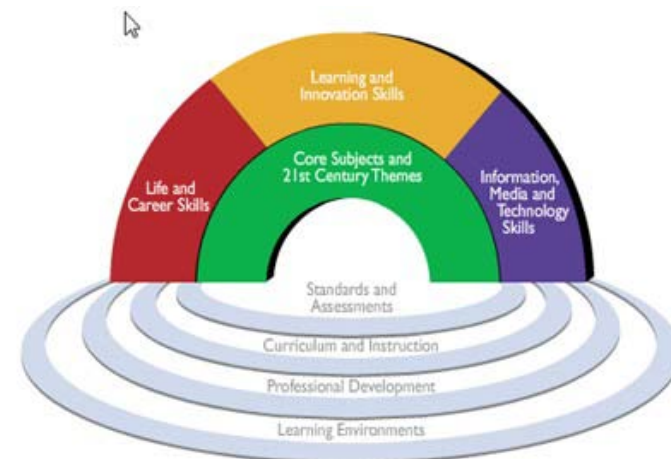 Learning and
Innovation Skills
Core Subjects and
21st Century Themes
Life and
Career Skills
Information,
Media and
Technology
Skills
Standards and
Assessments
Curriculum and Instruction
Professional Development
Learning Environments